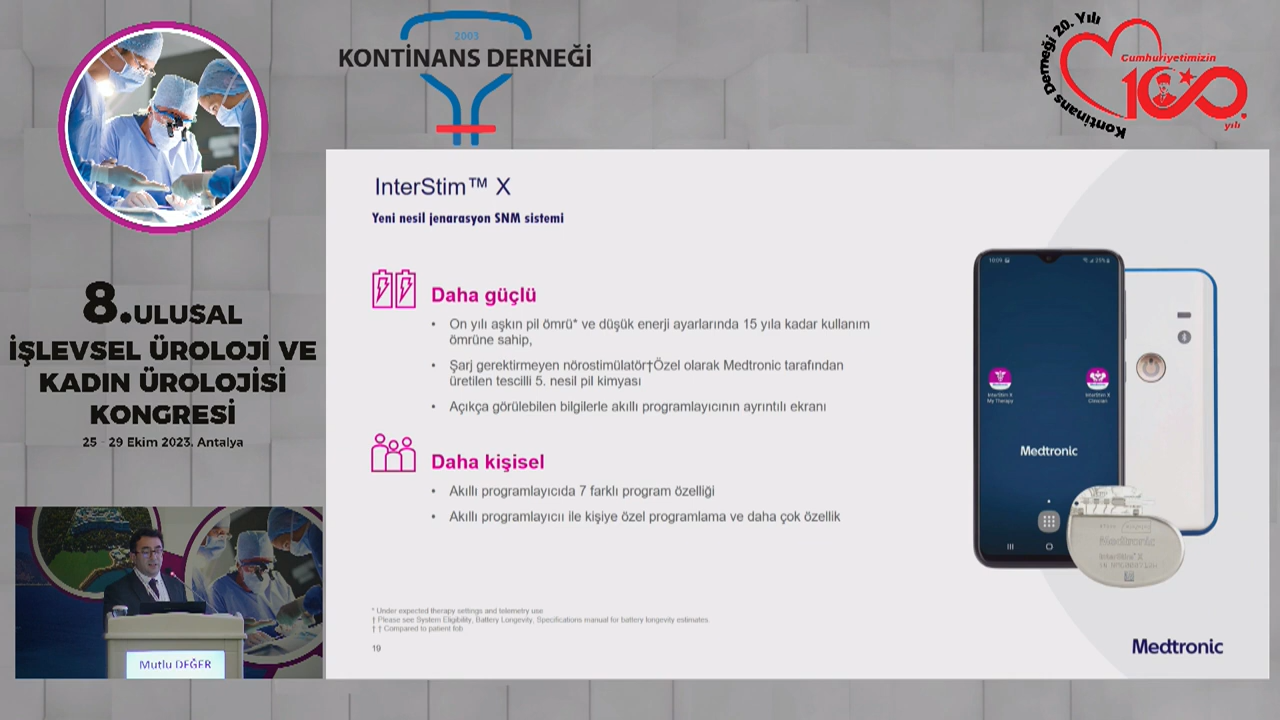 2003
KONTİNANS DERNEĞİ
Kontinans Derneği 20. Yılı
Cumhuriyetimizin
100.
yılı
8.ULUSAL
İŞLEVSEL ÜROLOJİ VE
KADIN ÜROLOJİSİ
KONGRESİ
25 - 29 Ekim 2023, Antalya
Mutlu DEĞER
InterStim™ X
Yeni nesil jenarasyon SNM sistemi
Daha güçlü
• On yılı aşkın pil ömrü* ve düşük enerji ayarlarında 15 yıla kadar kullanım
ömrüne sahip,
• Şarj gerektirmeyen nörostimülatör†Özel olarak Medtronic tarafından
üretilen tescilli 5. nesil pil kimyası
• Açıkça görülebilen bilgilerle akıllı programlayıcının ayrıntılı ekranı
Daha kişisel
• Akıllı programlayıcıda 7 farklı program özelliği
• Akıllı programlayıcıı ile kişiye özel programlama ve daha çok özellik
* Under expected therapy settings and telemetry use
† Please see System Eligibility, Battery Longevity, Specifications manual for battery longevity estimates.
† † Compared to patient fob
19
InterStim X
My Therapy
InterStim X
Clinician
Medtronic
Medtronic
InterStim™ X
Medtronic